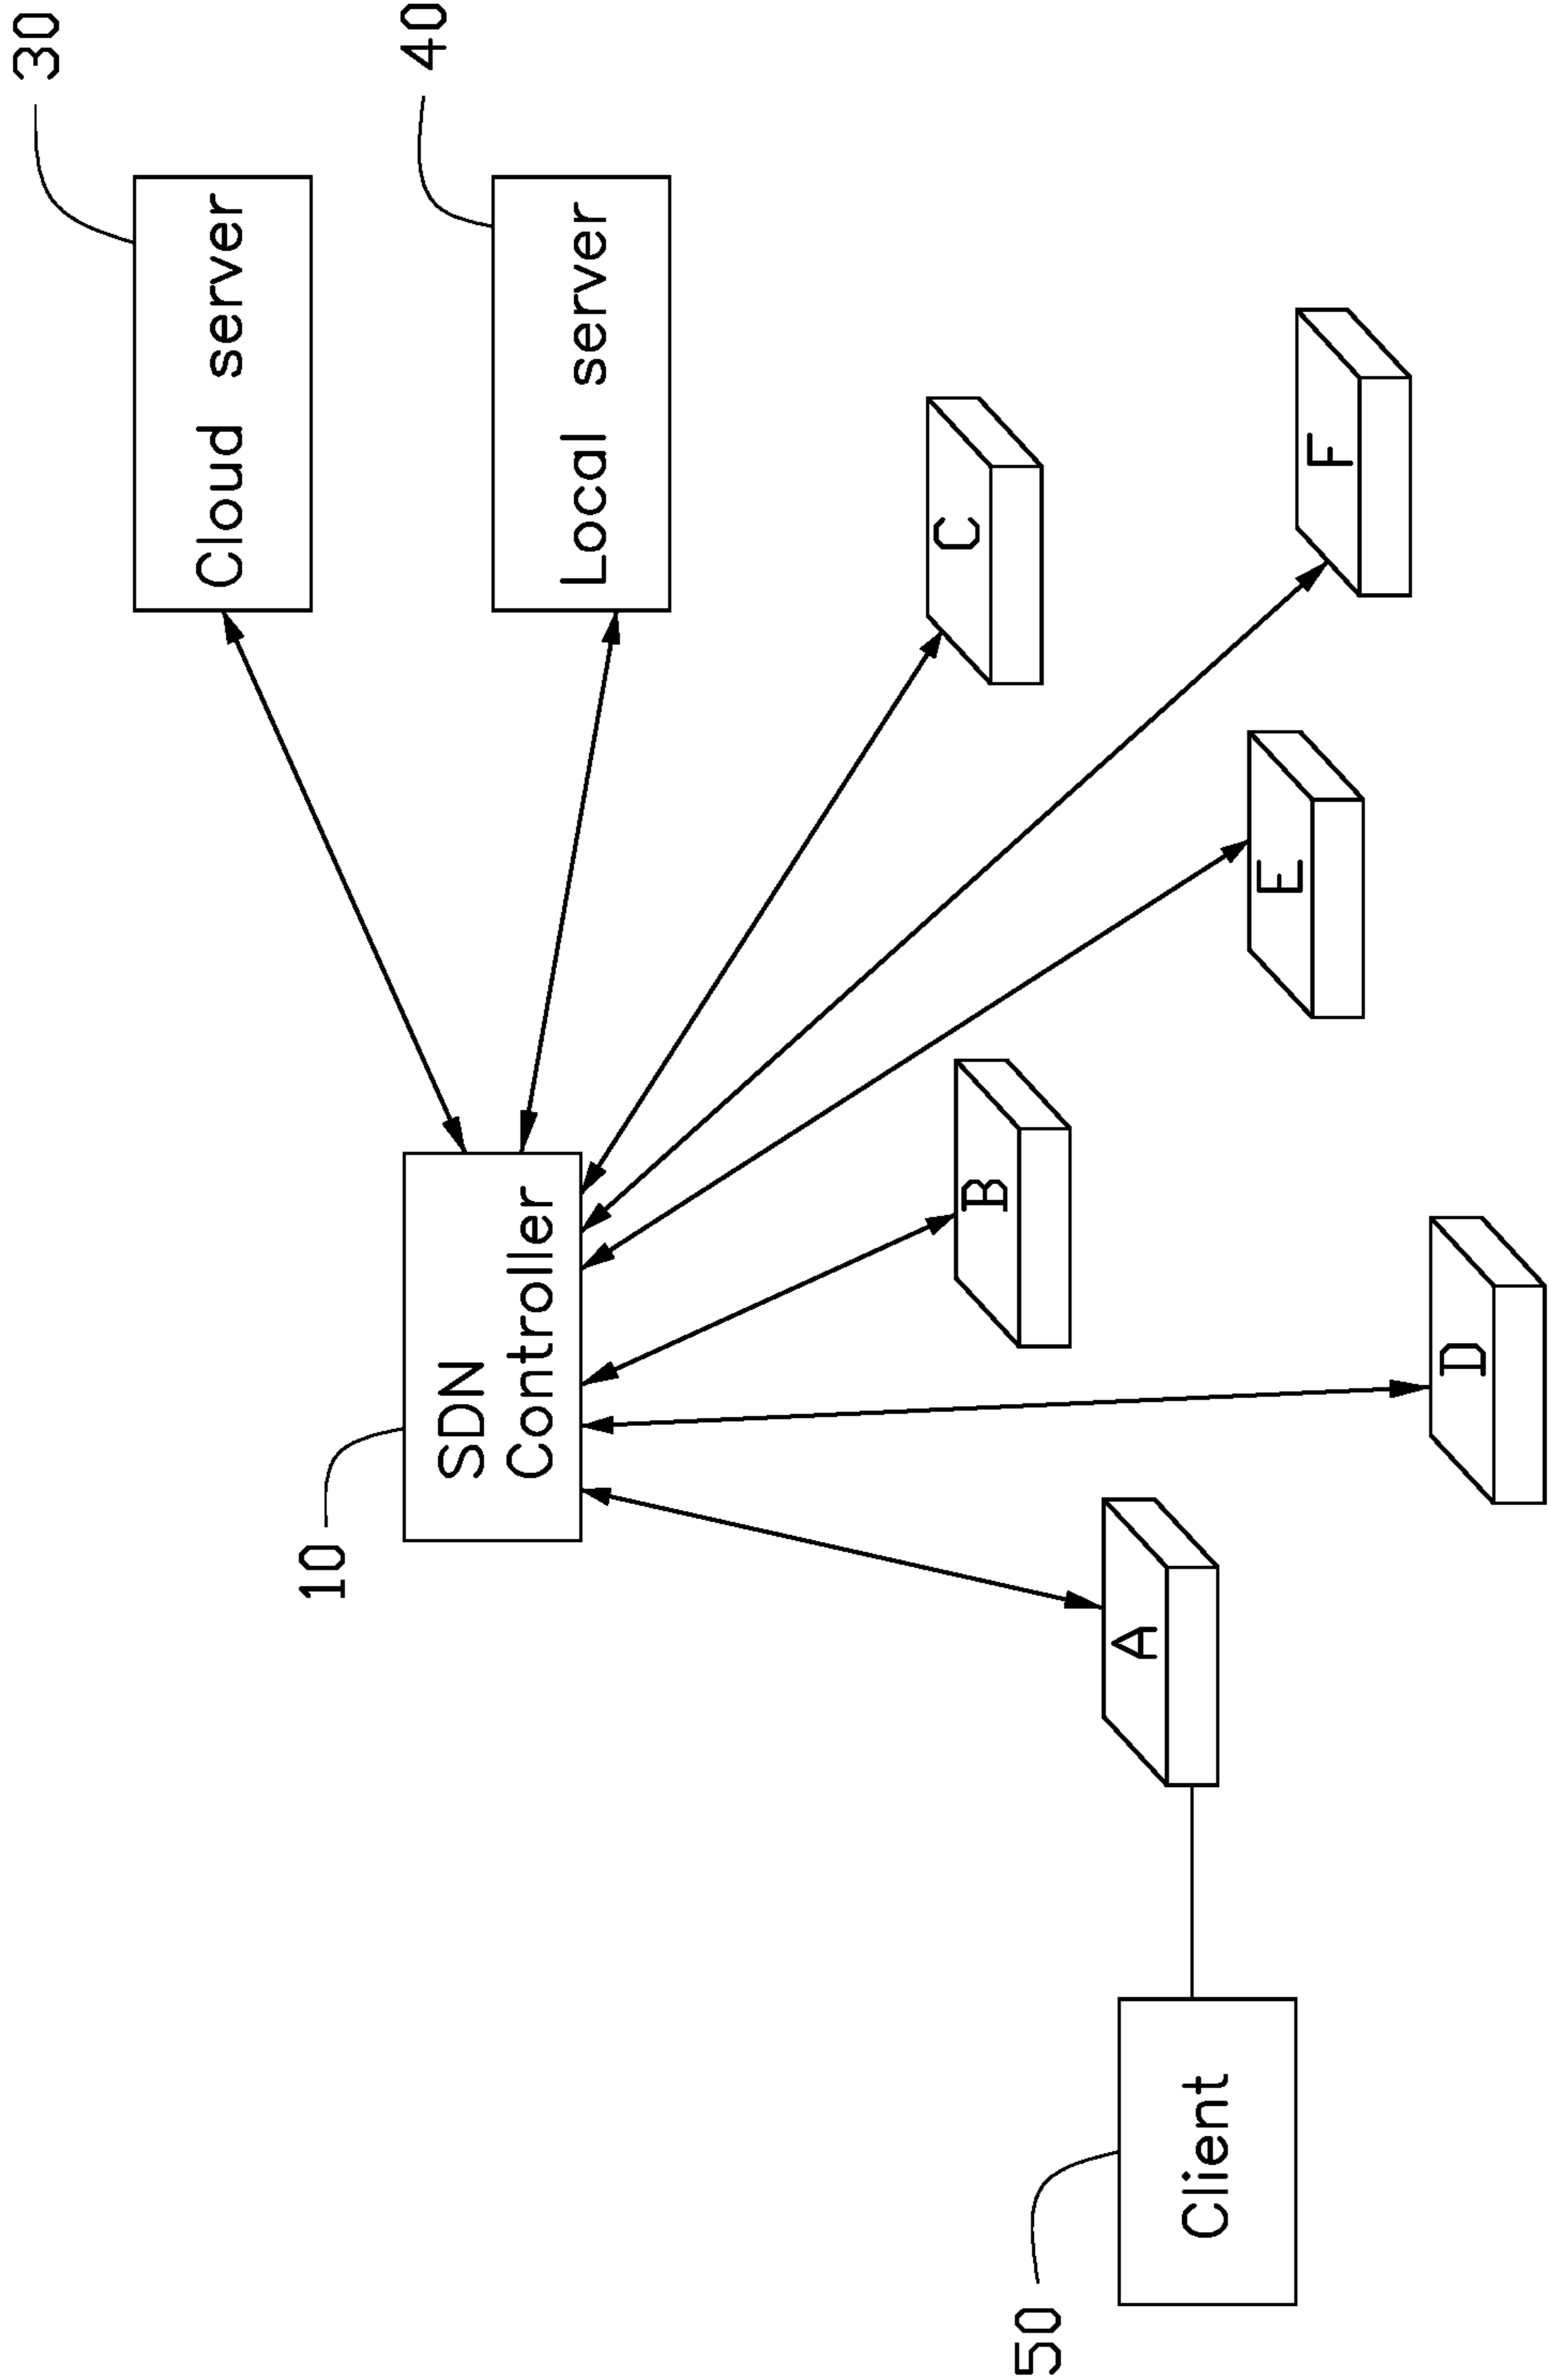 30
Cloud server
40
Local server
10
SDN
Controller
C
F
E
B
D
A
50
Client